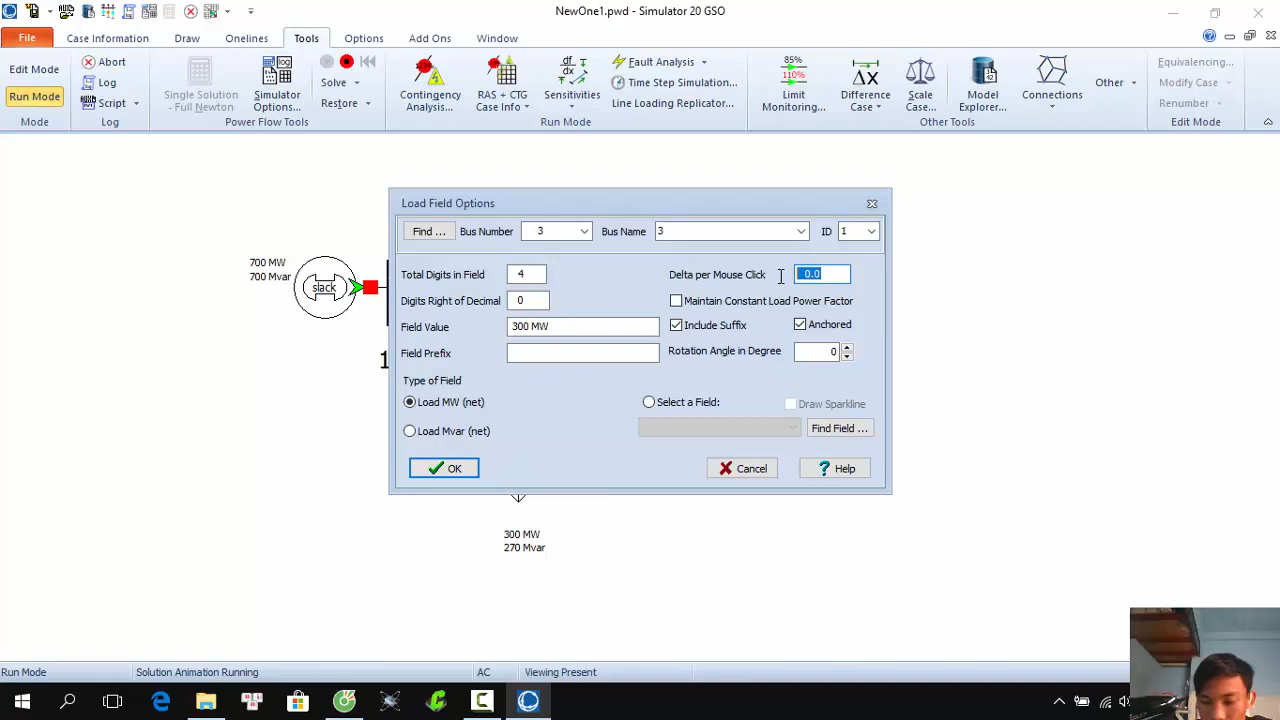 NewOne1.pwd - Simulator 20 GSO
File Case Information Draw Onelines Tools Options Add Ons Window
Edit Mode
Run Mode
Mode
Abort
Log
Script
Log
Single Solution
- Full Newton
Simulator
Options...
Solve
Restore
Power Flow Tools
Contingency
Analysis...
RAS + CTG
Case Info
Sensitivities
Fault Analysis
Time Step Simulation...
Line Loading Replicator...
Run Mode
85%
110%
Limit
Monitoring...
Difference
Case
Scale
Case...
Model
Explorer...
Connections
Other
Other Tools
Equivalencing...
Modify Case
Renumber
Edit Mode
Load Field Options
Find ... Bus Number 3 Bus Name 3 ID 1
Total Digits in Field 4 Delta per Mouse Click 0.0
Digits Right of Decimal 0 Maintain Constant Load Power Factor
Field Value 300 MW Include Suffix Anchored
Field Prefix Rotation Angle in Degree 0
Type of Field
Load MW (net) Select a Field: Draw Sparkline
Load Mvar (net) Find Field ...
OK Cancel Help
700 MW
700 Mvar
slack
1
300 MW
270 Mvar
Run Mode Solution Animation Running AC Viewing Present